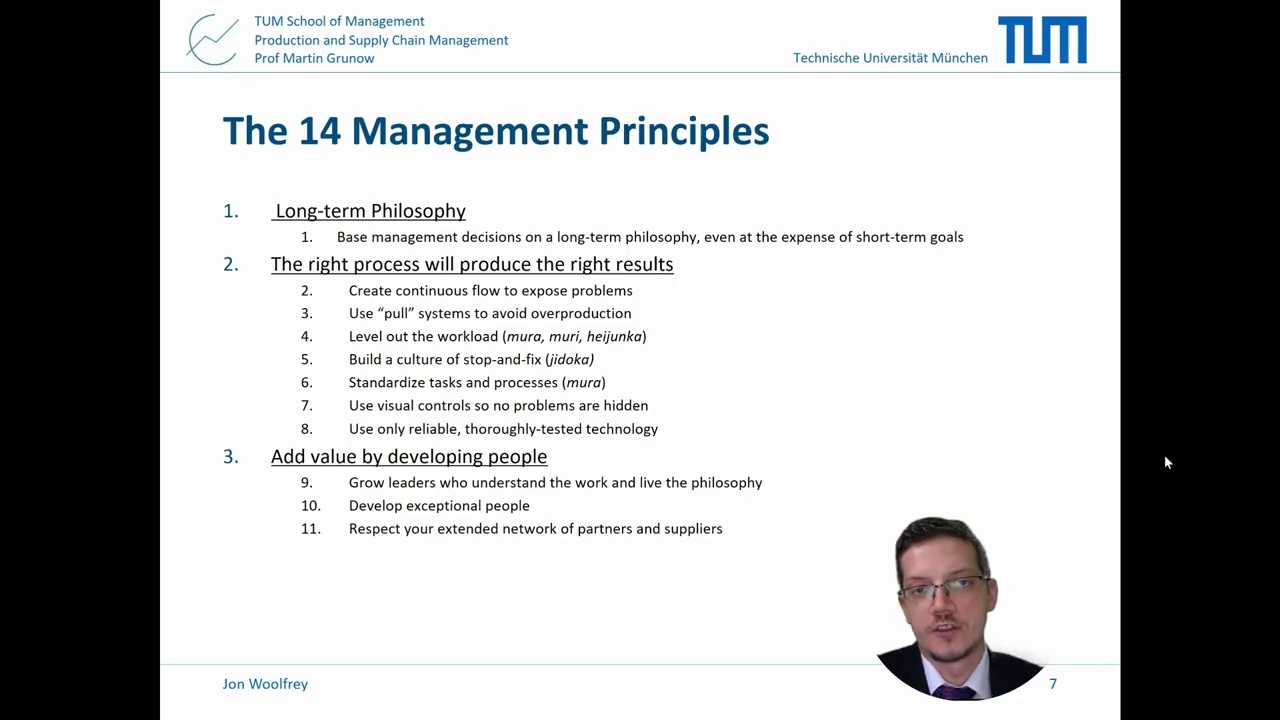 TUM School of Management
Production and Supply Chain Management
Prof Martin Grunow
Technische Universität München
TUM
The 14 Management Principles
1. Long-term Philosophy
1. Base management decisions on a long-term philosophy, even at the expense of short-term goals
2. The right process will produce the right results
2. Create continuous flow to expose problems
3. Use “pull” systems to avoid overproduction
4. Level out the workload (mura, muri, heijunka)
5. Build a culture of stop-and-fix (jidoka)
6. Standardize tasks and processes (mura)
7. Use visual controls so no problems are hidden
8. Use only reliable, thoroughly-tested technology
3. Add value by developing people
9. Grow leaders who understand the work and live the philosophy
10. Develop exceptional people
11. Respect your extended network of partners and suppliers
Jon Woolfrey
7